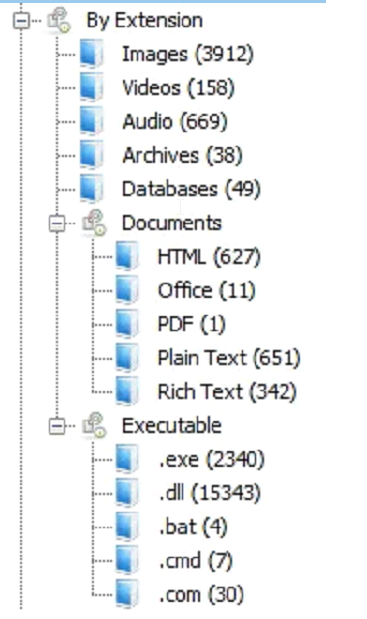 By Extension
Images (3912)
Videos (158)
Audio (669)
Archives (38)
Databases (49)
Documents
HTML (627)
Office (11)
PDF (1)
Plain Text (651)
Rich Text (342)
Executable
.exe (2340)
.dll (15343)
.bat (4)
.cmd (7)
.com (30)